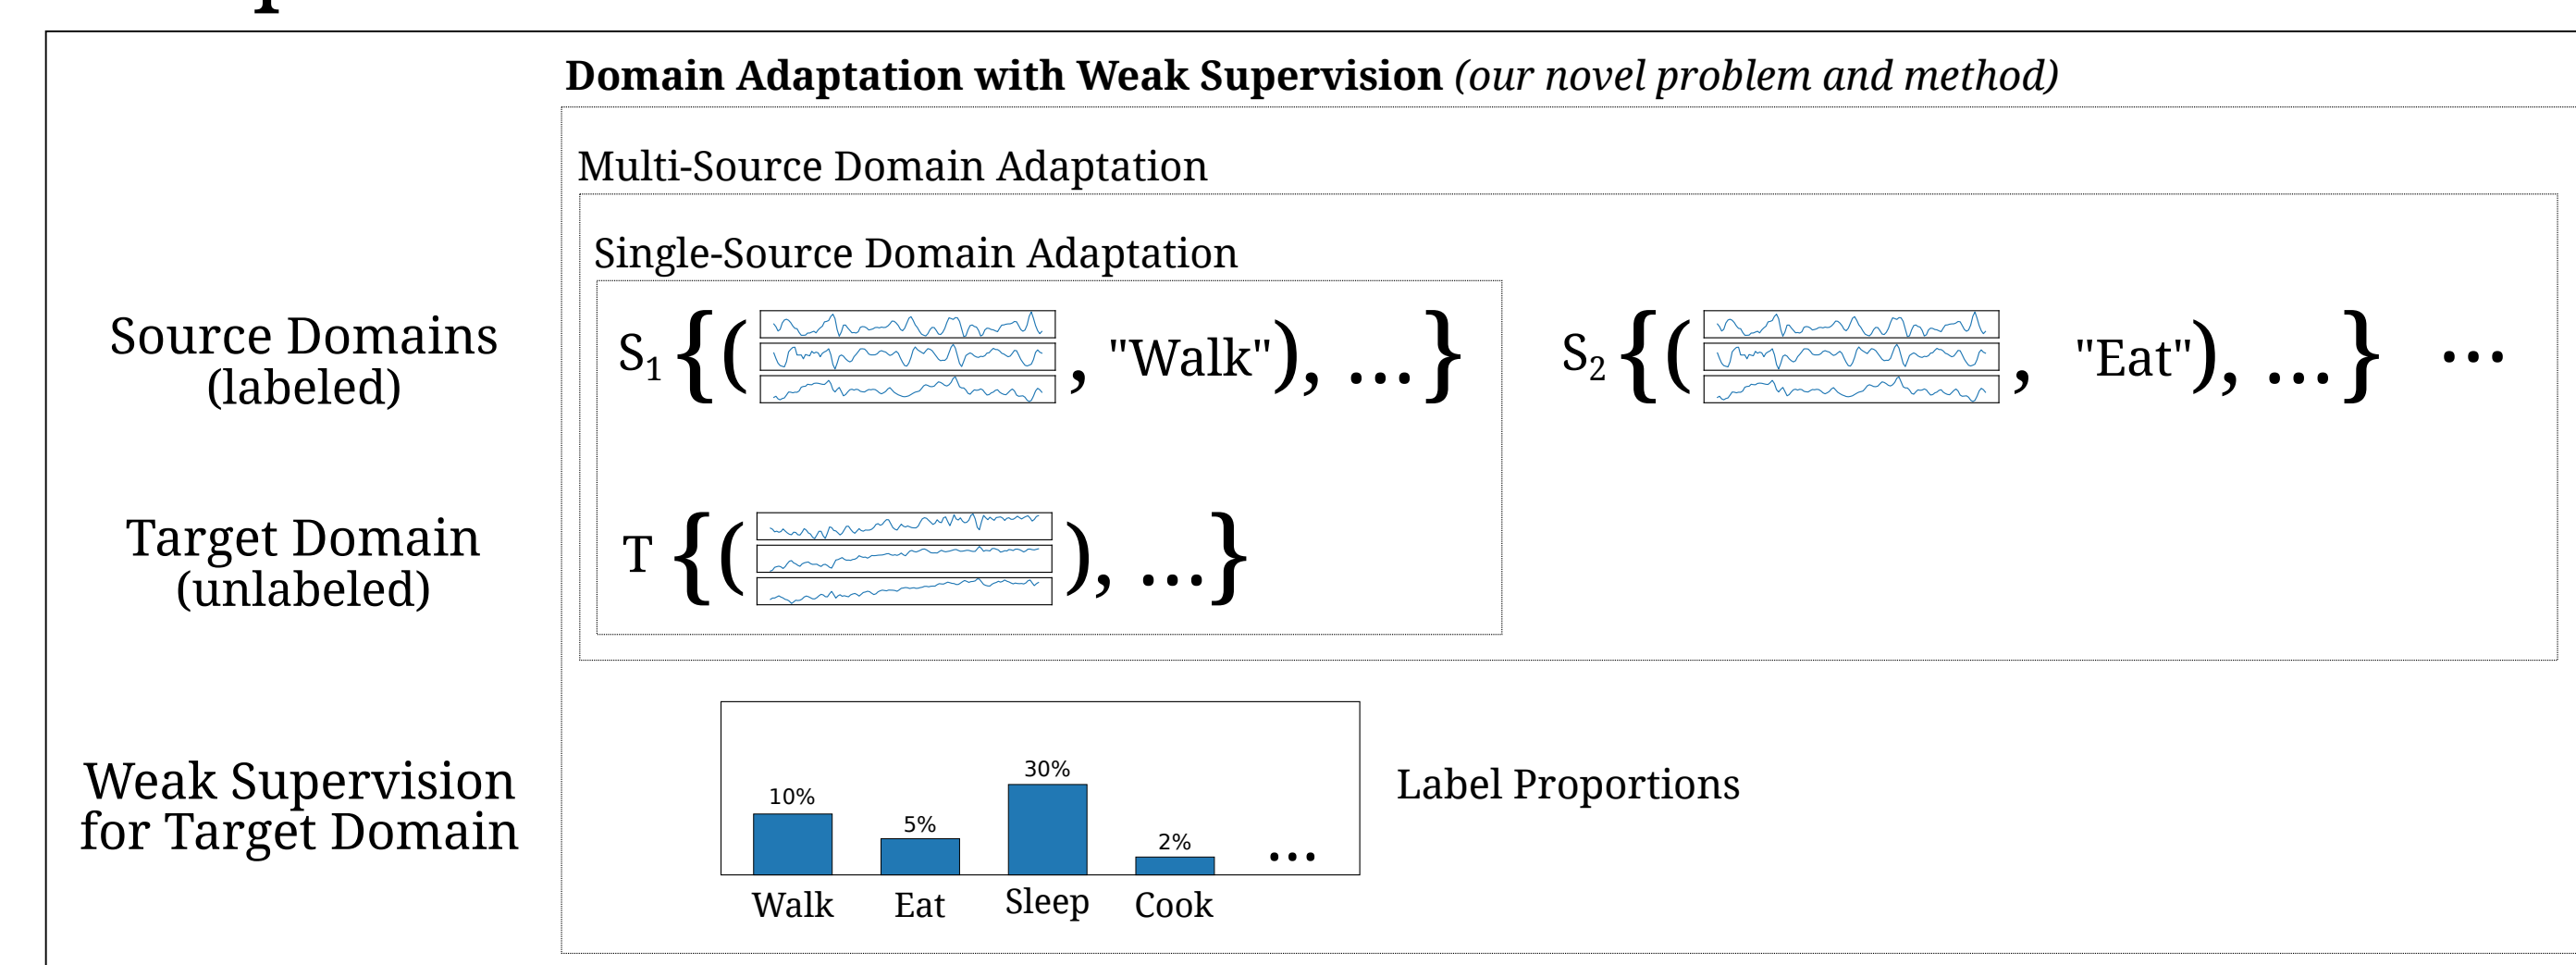 Domain Adaptation with Weak Supervision (our novel problem and method)
Multi-Source Domain Adaptation
Single-Source Domain Adaptation
Source Domains
(labeled)
S1 {( , "Walk"), ...}
S2 {( , "Eat"), ...} ...
Target Domain
(unlabeled)
T {( ), ...}
Weak Supervision
for Target Domain
10%
5%
30%
2%
...
Walk
Eat
Sleep
Cook
Label Proportions